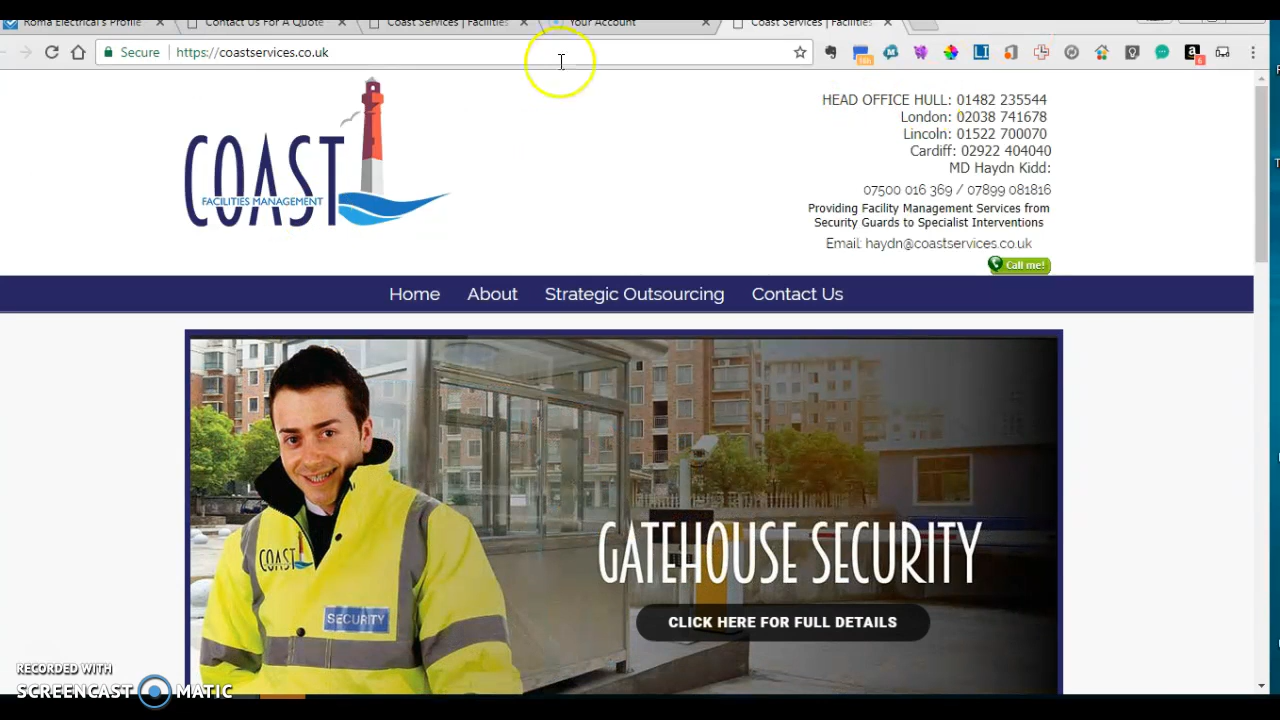 Roma Electrical's Profile
Contact Us For A Quote
Coast Services | Facilities
Your Account
Coast Services | Facilities
Secure
https://coastservices.co.uk
HEAD OFFICE HULL: 01482 235544
London: 02038 741678
Lincoln: 01522 700070
Cardiff: 02922 404040
MD Haydn Kidd:
07500 016 369 / 07899 081816
Providing Facility Management Services from
Security Guards to Specialist Interventions
Email: haydn@coastservices.co.uk
Call me!
COAST
FACILITIES MANAGEMENT
Home
About
Strategic Outsourcing
Contact Us
COAST
SECURITY
GATEHOUSE SECURITY
CLICK HERE FOR FULL DETAILS
RECORDED WITH
SCREENCAST MATIC